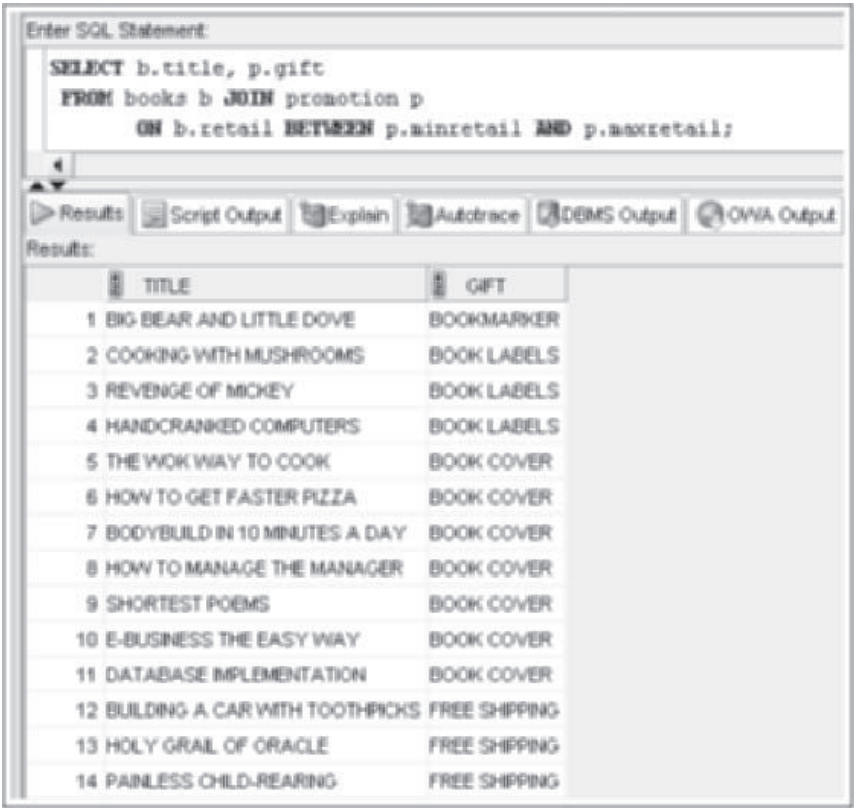 Enter SQL Statement:
SELECT b.title, p.gift
FROM books b JOIN promotion p
ON b.retail BETWEEN p.minretail AND p.maxretail;
Results Script Output Explain Autotrace DBMS Output OWA Output
Results:
TITLE GIFT
1 BIG BEAR AND LITTLE DOVE BOOKMARKER
2 COOKING WITH MUSHROOMS BOOK LABELS
3 REVENGE OF MICKEY BOOK LABELS
4 HANDCRANKED COMPUTERS BOOK LABELS
5 THE WOK WAY TO COOK BOOK COVER
6 HOW TO GET FASTER PIZZA BOOK COVER
7 BODYBUILD IN 10 MINUTES A DAY BOOK COVER
8 HOW TO MANAGE THE MANAGER BOOK COVER
9 SHORTEST POEMS BOOK COVER
10 E-BUSINESS THE EASY WAY BOOK COVER
11 DATABASE IMPLEMENTATION BOOK COVER
12 BUILDING A CAR WITH TOOTHPICKS FREE SHIPPING
13 HOLY GRAIL OF ORACLE FREE SHIPPING
14 PAINLESS CHILD-REARING FREE SHIPPING